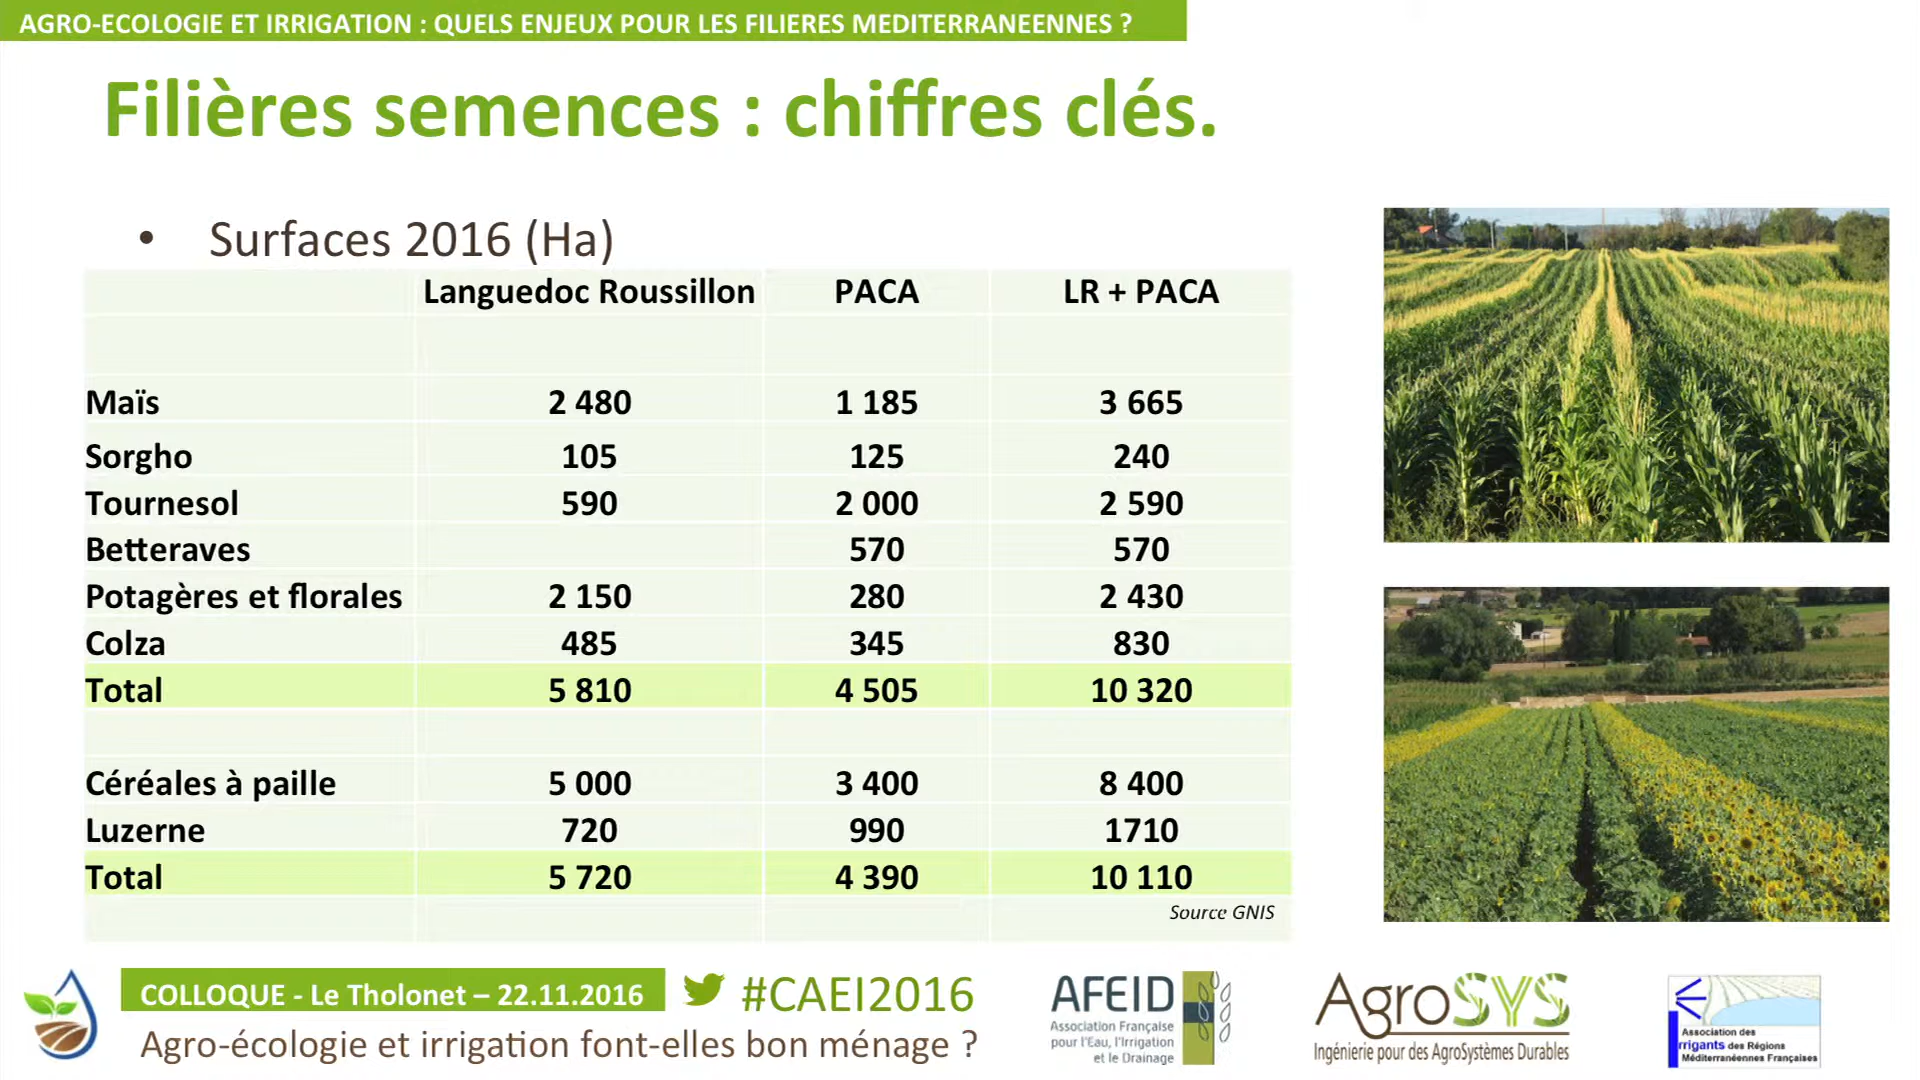 AGRO-ECOLOGIE ET IRRIGATION : QUELS ENJEUX POUR LES FILIERES MEDITERRANEENNES ?
Filières semences : chiffres clés.
• Surfaces 2016 (Ha)
Languedoc Roussillon PACA LR + PACA
Maïs 2 480 1 185 3 665
Sorgho 105 125 240
Tournesol 590 2 000 2 590
Betteraves 570 570
Potagères et florales 2 150 280 2 430
Colza 485 345 830
Total 5 810 4 505 10 320
Céréales à paille 5 000 3 400 8 400
Luzerne 720 990 1710
Total 5 720 4 390 10 110
Source GNIS
COLLOQUE - Le Tholonet – 22.11.2016
#CAEI2016
Agro-écologie et irrigation font-elles bon ménage ?
AFEID
Association Française
pour l'Eau, l'Irrigation
et le Drainage
AgroSYS
Ingénierie pour des AgroSystèmes Durables
Association des
Irrigants des Régions
Méditerranéennes Françaises